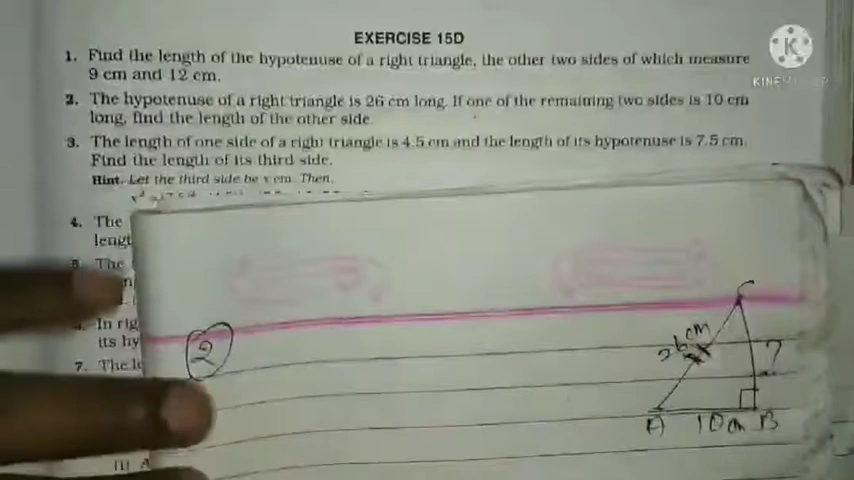 EXERCISE 15D
K
KINEMASTER
1. Find the length of the hypotenuse of a right triangle, the other two sides of which measure
9 cm and 12 cm.
2. The hypotenuse of a right triangle is 26 cm long. If one of the remaining two sides is 10 cm
long, find the length of the other side.
3. The length of one side of a right triangle is 4.5 cm and the length of its hypotenuse is 7.5 cm.
Find the length of its third side.
Hint. Let the third side be x cm. Then,
4. The
lengt
5. The
In rig
its hy
7. The le
2
C
26 cm
?
A 10cm B